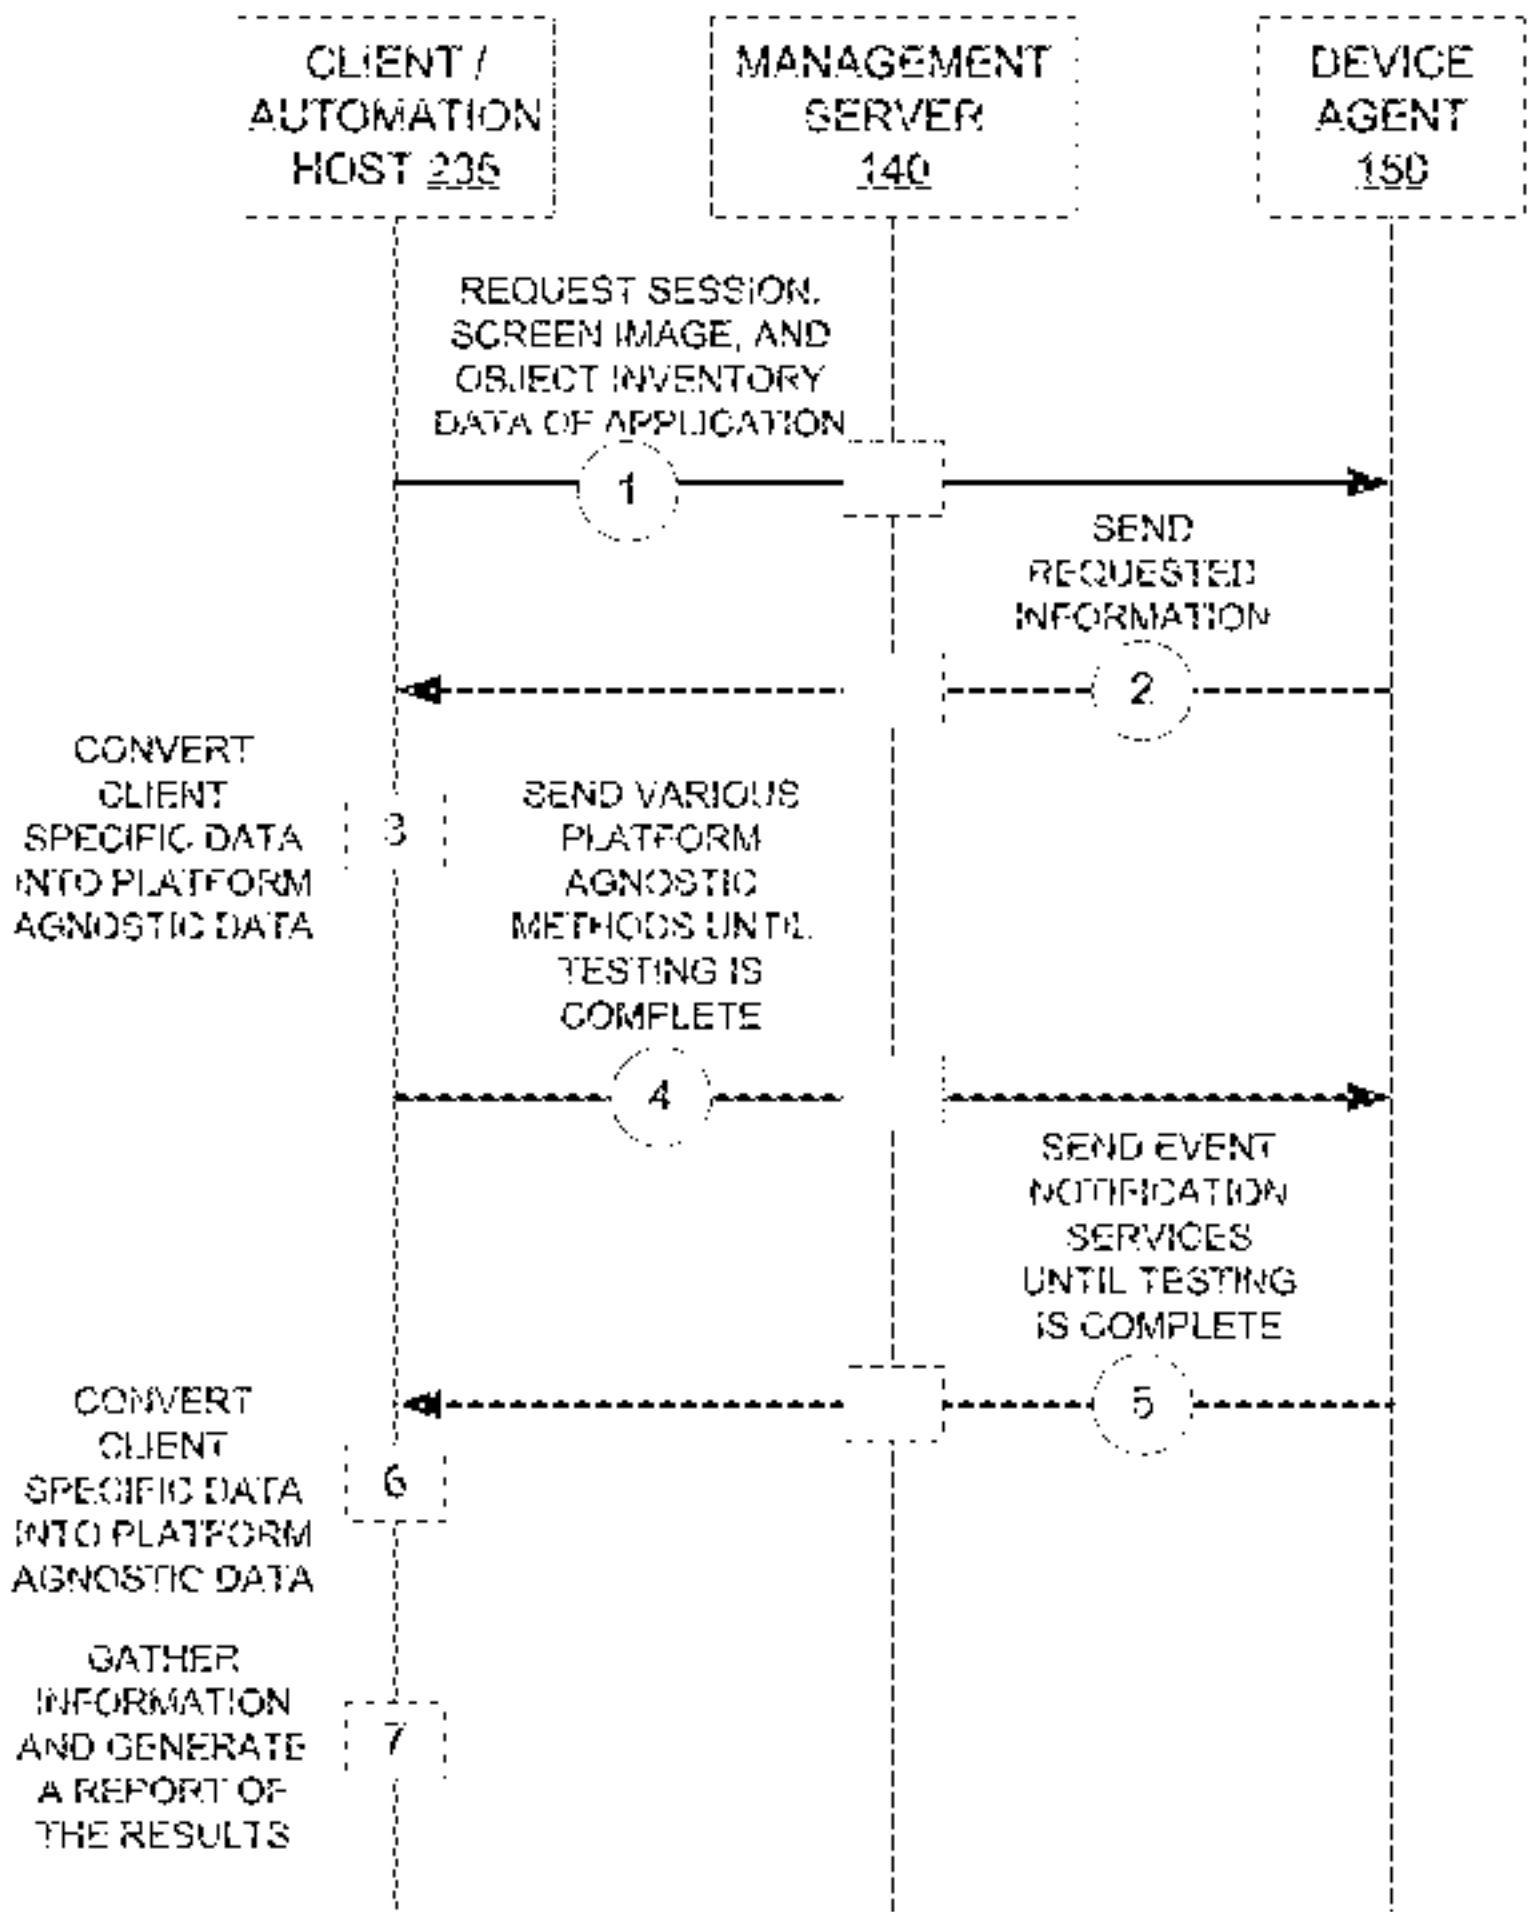 CLIENT /
AUTOMATION
HOST 235
MANAGEMENT
SERVER
140
DEVICE
AGENT
150
REQUEST SESSION,
SCREEN IMAGE, AND
OBJECT INVENTORY
DATA OF APPLICATION
1
SEND
REQUESTED
INFORMATION
2
CONVERT
CLIENT
SPECIFIC DATA
INTO PLATFORM
AGNOSTIC DATA
3
SEND VARIOUS
PLATFORM
AGNOSTIC
METHODS UNTIL
TESTING IS
COMPLETE
4
SEND EVENT
NOTIFICATION
SERVICES
UNTIL TESTING
IS COMPLETE
5
CONVERT
CLIENT
SPECIFIC DATA
INTO PLATFORM
AGNOSTIC DATA
6
GATHER
INFORMATION
AND GENERATE
A REPORT OF
THE RESULTS
7